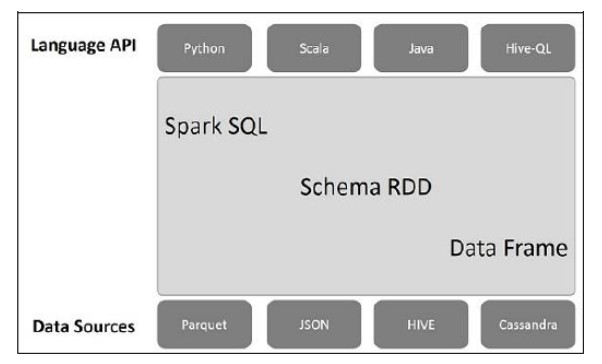 Language API
Python
Scala
Java
Hive-QL
Spark SQL
Schema RDD
Data Frame
Data Sources
Parquet
JSON
HIVE
Cassandra